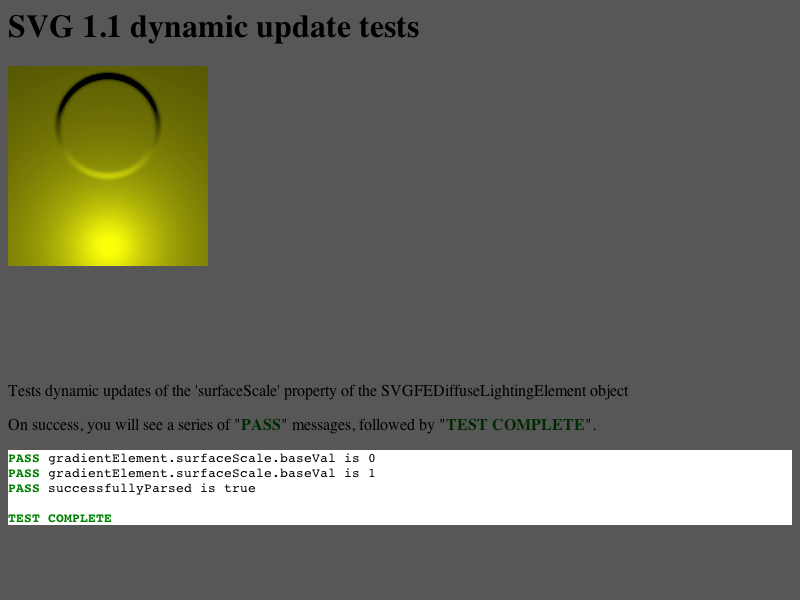 SVG 1.1 dynamic update tests
Tests dynamic updates of the 'surfaceScale' property of the SVGFEDiffuseLightingElement object
On success, you will see a series of "PASS" messages, followed by "TEST COMPLETE".
PASS gradientElement.surfaceScale.baseVal is 0
PASS gradientElement.surfaceScale.baseVal is 1
PASS successfullyParsed is true
TEST COMPLETE